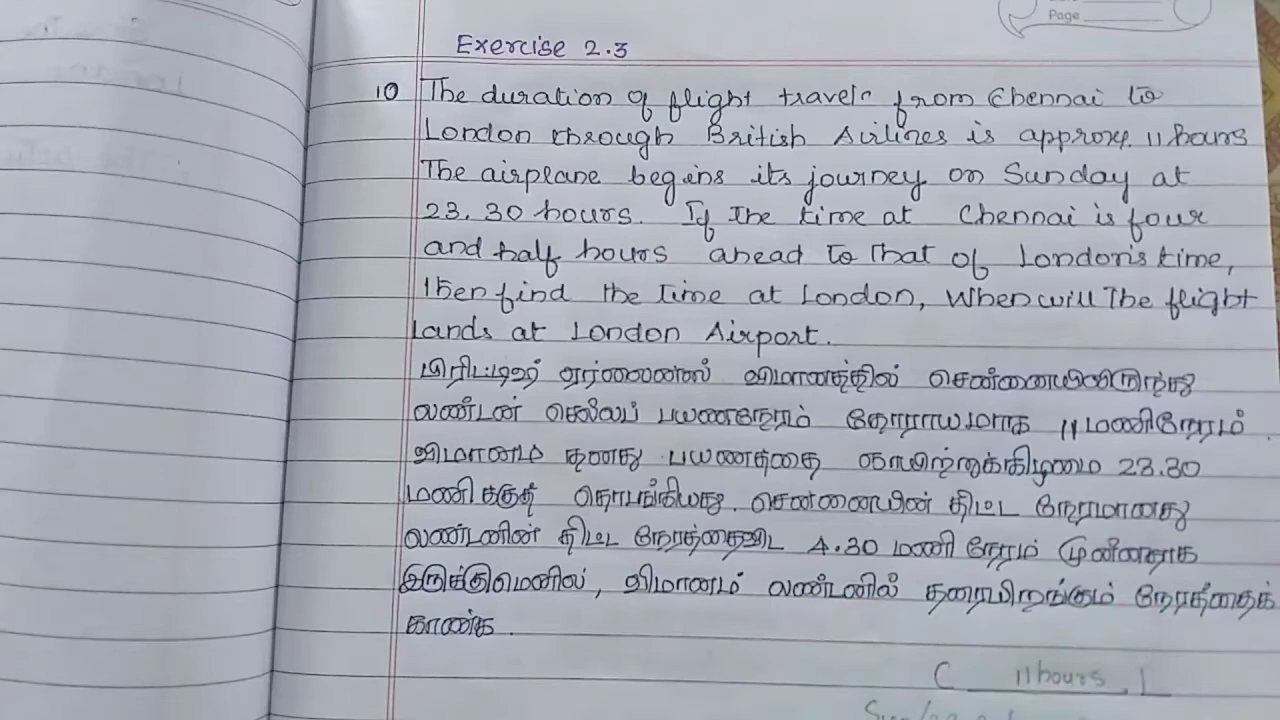 Page
Exercise 2.3
10 The duration of flight travels from Chennai to
London through British Airlines is approx. 11 hours
The airplane begins its journey on Sunday at
23.30 hours. If the time at Chennai is four
and half hours ahead to that of London's time,
then find the time at London, When will the flight
lands at London Airport.
பிரிட்டிஷ் ஏர்லைன்ஸ் விமானத்தில் சென்னையிலிருந்து
லண்டன் செல்லும் பயணநேரம் தோராயமாக 11 மணிநேரம்.
விமானம் தனது பயணத்தை ஞாயிற்றுக்கிழமை 23.30
மணிக்குத் தொடங்கியது. சென்னையின் திட்ட நேரமானது
லண்டனின் திட்ட நேரத்தைவிட 4.30 மணி நேரம் முன்னதாக
இருக்குமெனில், விமானம் லண்டனில் தரையிறங்கும் நேரத்தைக்
காண்க.
C 11 hours L